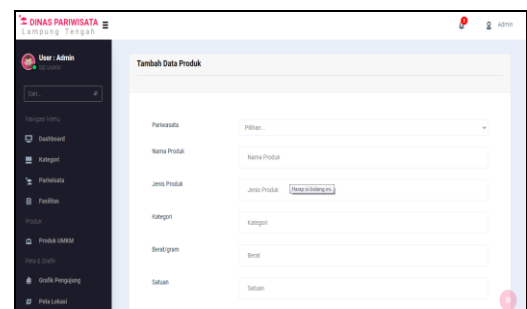 DINAS PARIWISATA
Lampung Tengah
Admin
User : Admin
Cari...
Navigasi Menu
Dashboard
Kategori
Pariwisata
Fasilitas
Produk
Produk UMKM
Peta & Grafik
Grafik Pengujung
Peta Lokasi
Tambah Data Produk
Pariwasata
Pilihan...
Nama Produk
Nama Produk
Jenis Produk
Jenis Produk
Harap isi bidang ini.
Kategori
Kategori
Berat/gram
Berat
Satuan
Satuan